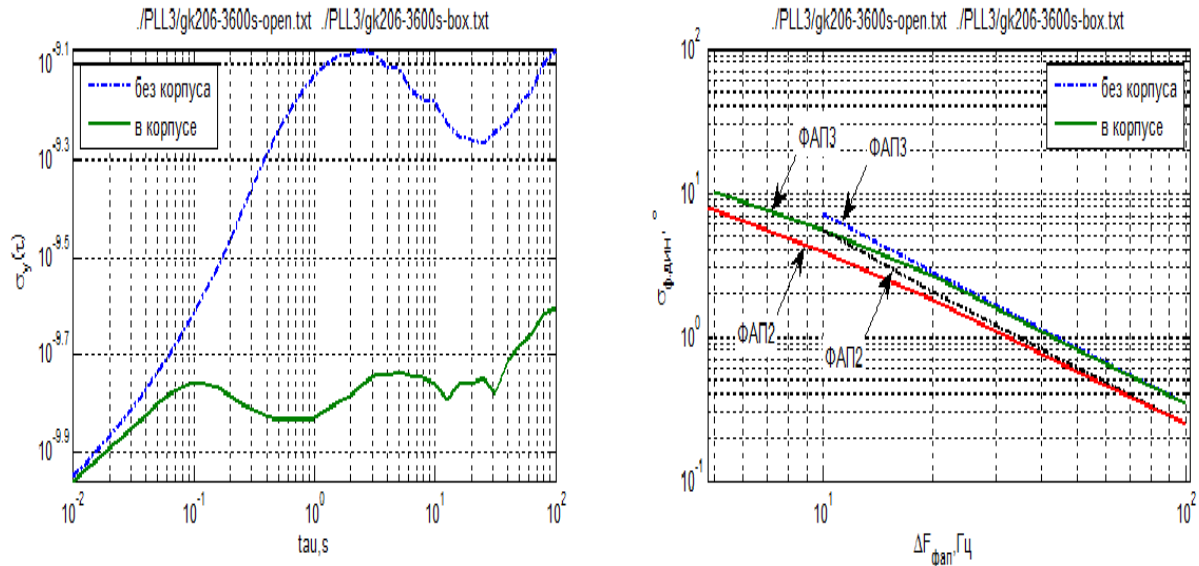 ./PLL3/gk206-3600s-open.txt ./PLL3/gk206-3600s-box.txt
без корпуса
в корпусе
10^-9.1
10^-9.3
10^-9.5
10^-9.7
10^-9.9
σ_y(τ)
10^-2
10^-1
10^0
10^1
10^2
tau,s
./PLL3/gk206-3600s-open.txt ./PLL3/gk206-3600s-box.txt
без корпуса
в корпусе
ФАП3
ФАП3
ФАП2
ФАП2
10^2
10^1
10^0
10^-1
σ_ф.дин, °
10^1
10^2
ΔF_фап,Гц